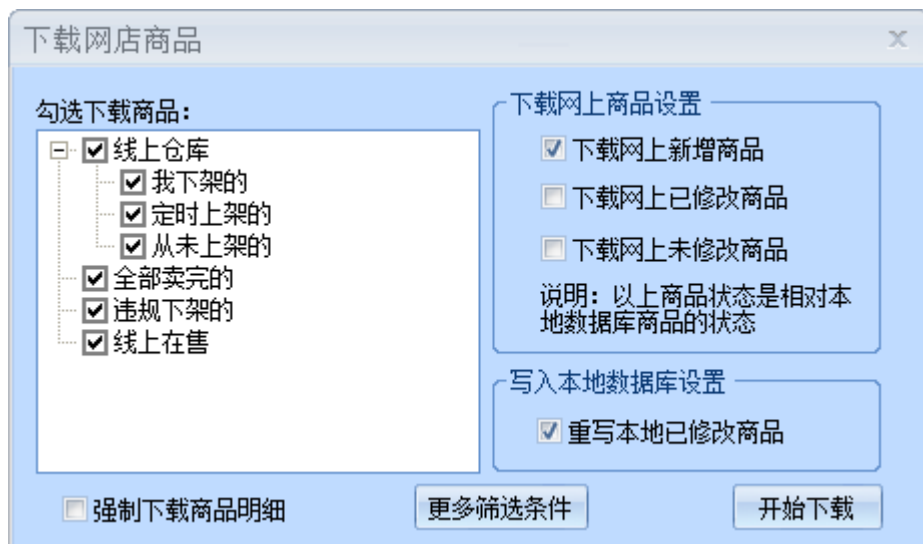 下载网店商品
勾选下载商品：
线上仓库
我下架的
定时上架的
从未上架的
全部卖完的
违规下架的
线上在售
下载网上商品设置
下载网上新增商品
下载网上已修改商品
下载网上未修改商品
说明：以上商品状态是相对本
地数据库商品的状态
写入本地数据库设置
重写本地已修改商品
强制下载商品明细
更多筛选条件
开始下载